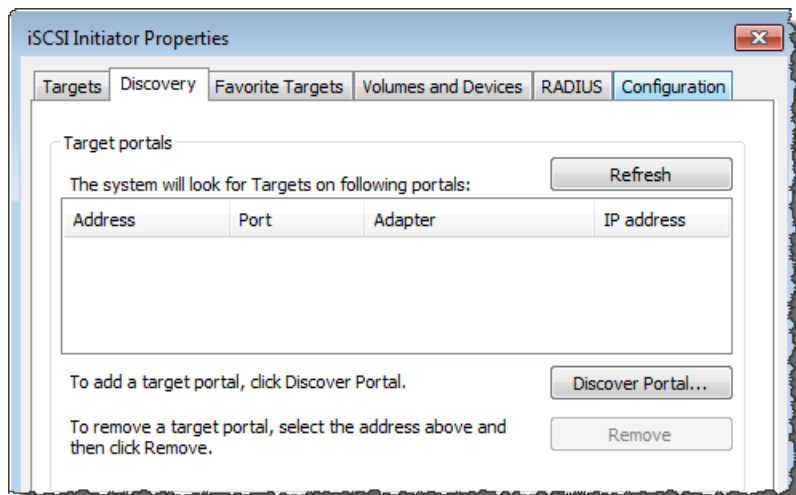 iSCSI Initiator Properties
Targets Discovery Favorite Targets Volumes and Devices RADIUS Configuration
Target portals
The system will look for Targets on following portals: Refresh
Address Port Adapter IP address
To add a target portal, click Discover Portal. Discover Portal...
To remove a target portal, select the address above and
then click Remove.
Remove